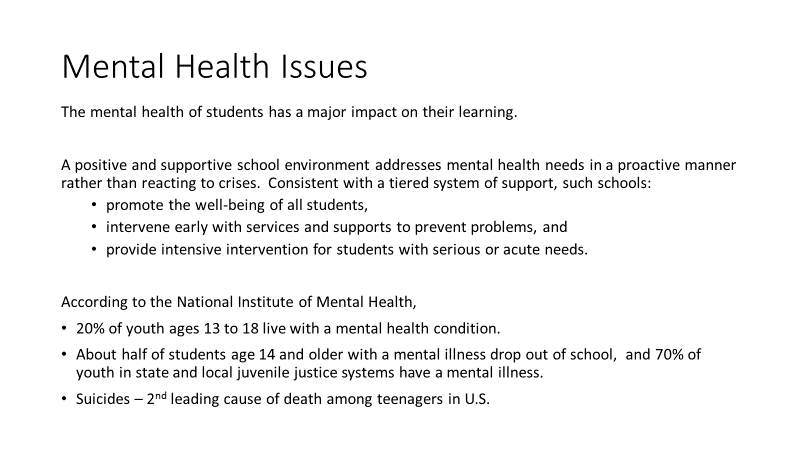 Mental Health Issues
The mental health of students has a major impact on their learning.
A positive and supportive school environment addresses mental health needs in a proactive manner
rather than reacting to crises.  Consistent with a tiered system of support, such schools:
• promote the well-being of all students,
• intervene early with services and supports to prevent problems, and
• provide intensive intervention for students with serious or acute needs.
According to the National Institute of Mental Health,
• 20% of youth ages 13 to 18 live with a mental health condition.
• About half of students age 14 and older with a mental illness drop out of school,  and 70% of
youth in state and local juvenile justice systems have a mental illness.
• Suicides – 2nd leading cause of death among teenagers in U.S.